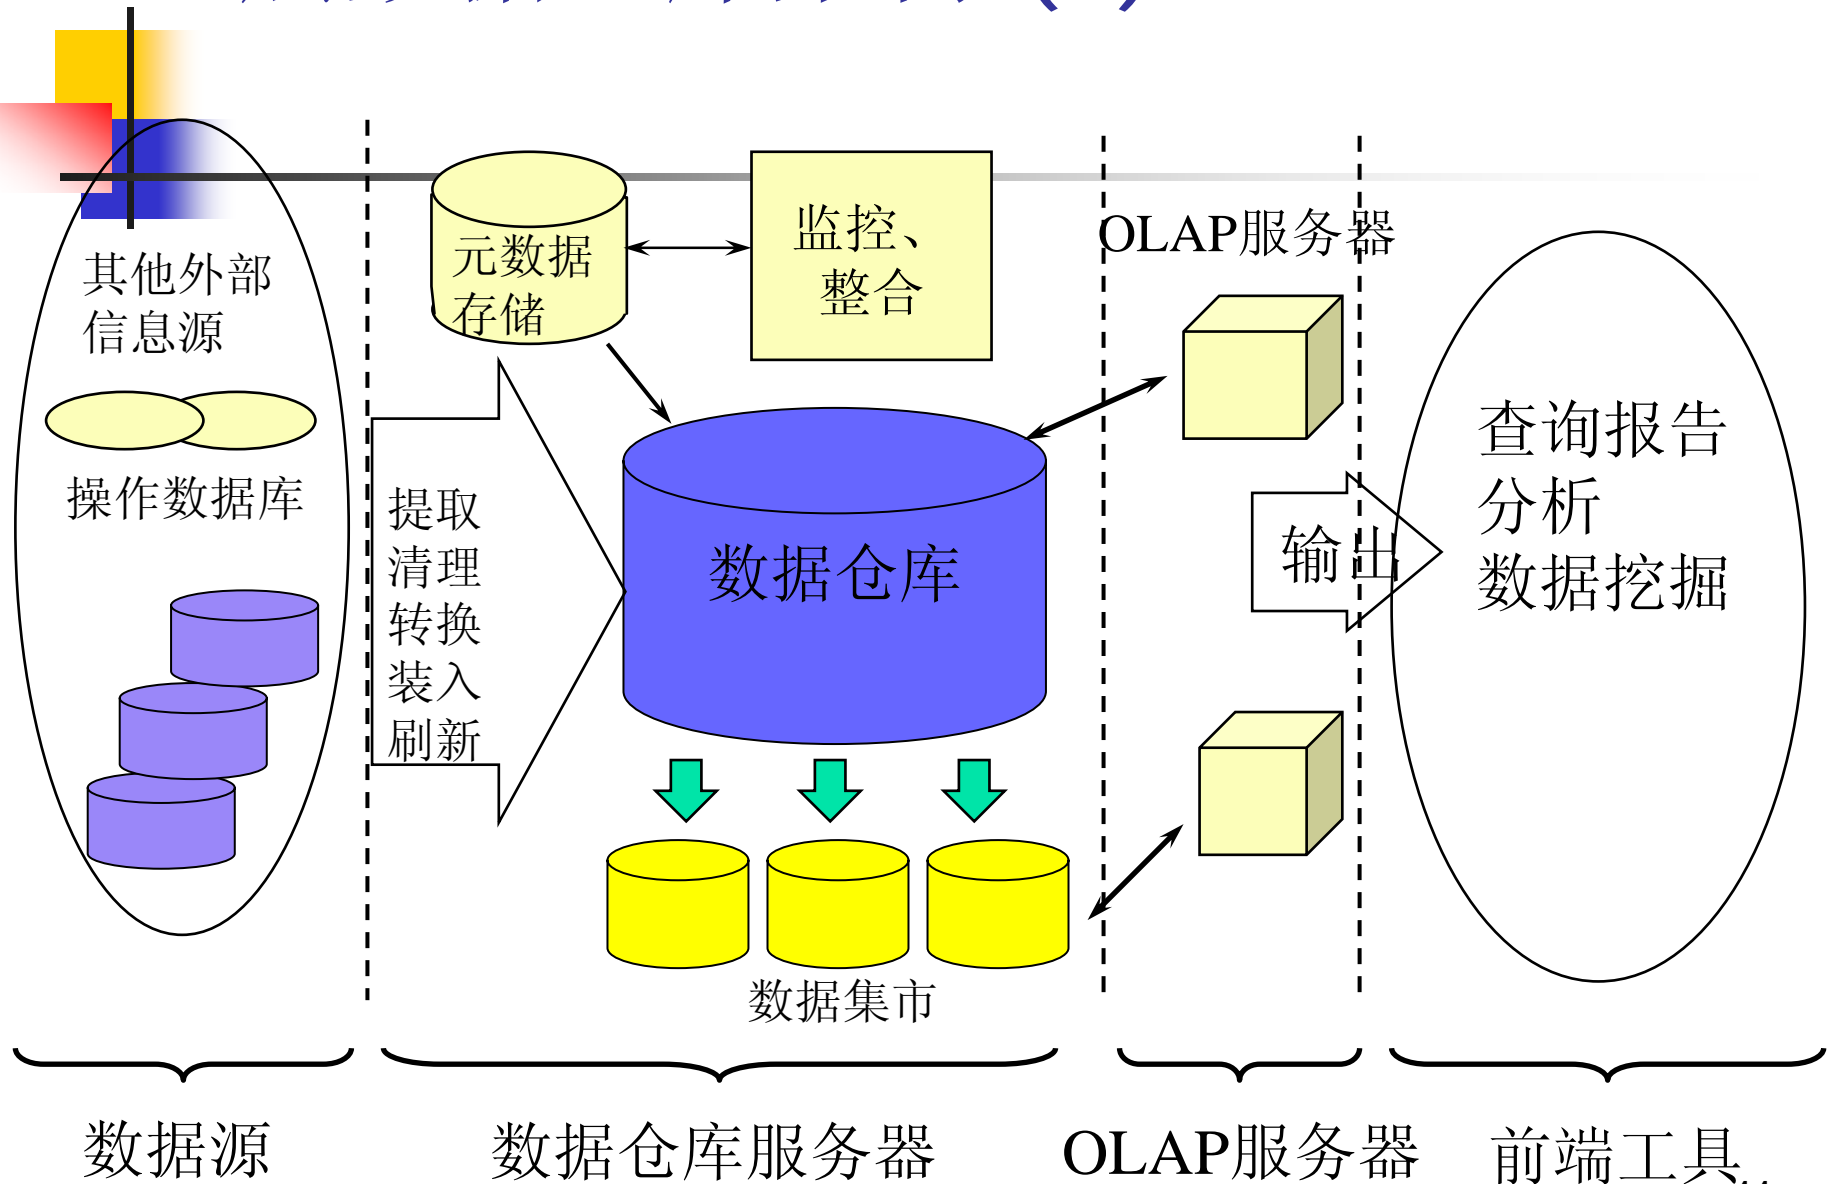 其他外部
信息源
操作数据库
元数据
存储
监控、
整合
OLAP服务器
提取
清理
转换
装入
刷新
数据仓库
数据集市
输出
查询报告
分析
数据挖掘
数据源
数据仓库服务器
OLAP服务器
前端工具